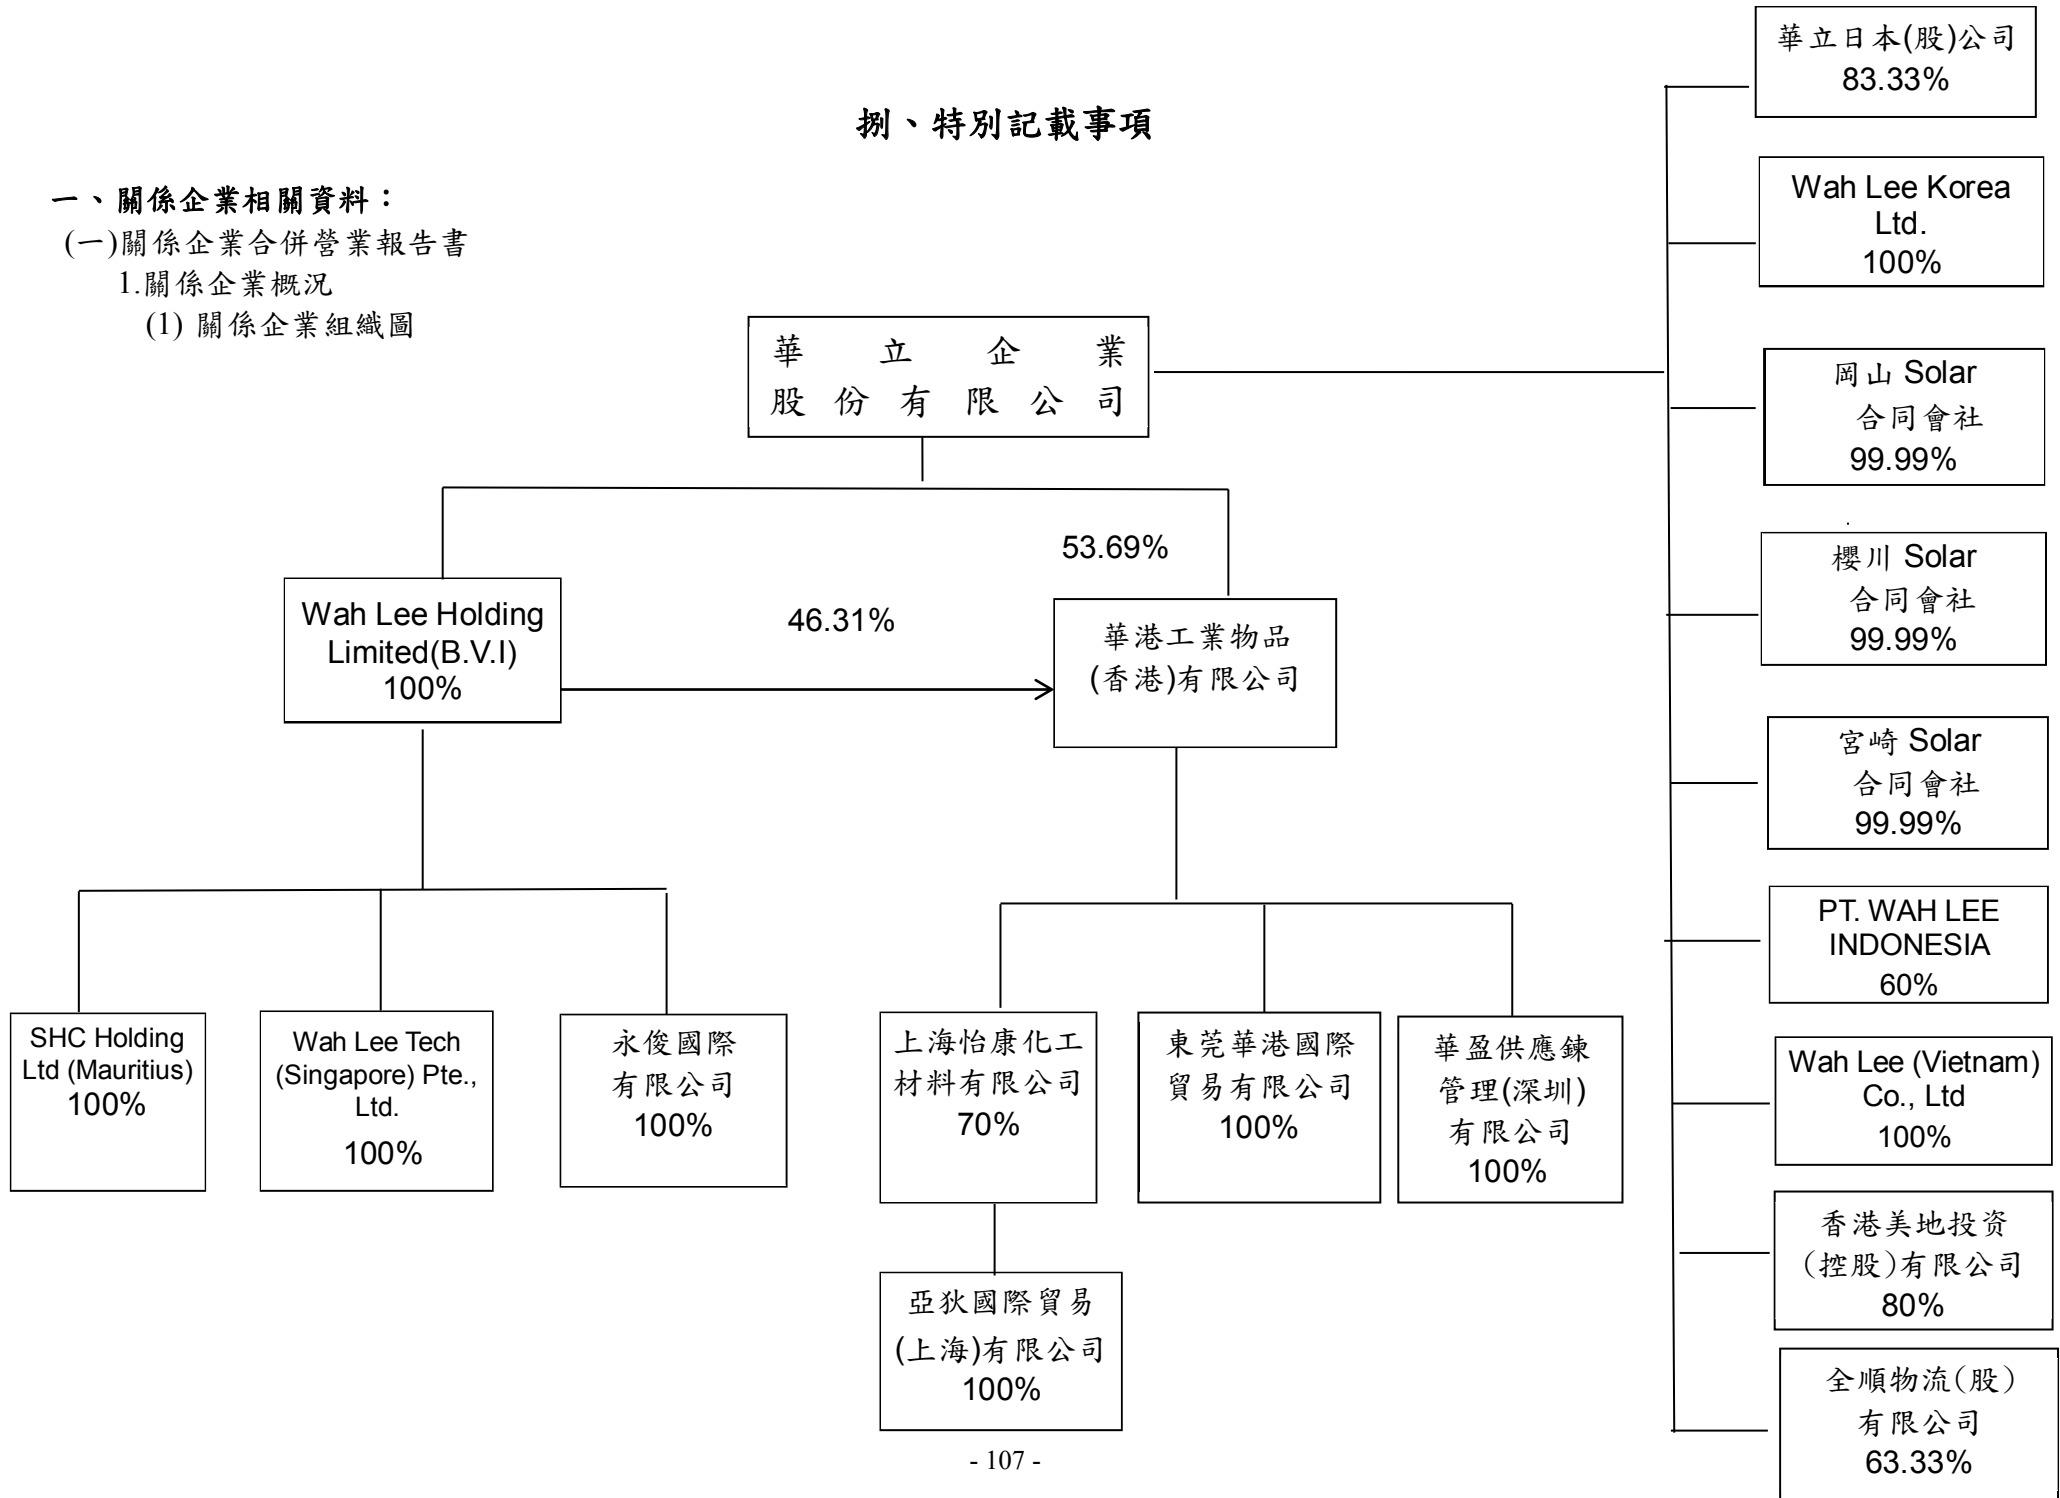 捌、特別記載事項
一、關係企業相關資料：
(一)關係企業合併營業報告書
1.關係企業概況
(1) 關係企業組織圖
華立企業
股份有限公司
53.69%
46.31%
Wah Lee Holding
Limited(B.V.I)
100%
華港工業物品
(香港)有限公司
SHC Holding
Ltd (Mauritius)
100%
Wah Lee Tech
(Singapore) Pte.,
Ltd.
100%
永俊國際
有限公司
100%
上海怡康化工
材料有限公司
70%
東莞華港國際
貿易有限公司
100%
華盈供應鍊
管理(深圳)
有限公司
100%
亞狄國際貿易
(上海)有限公司
100%
華立日本(股)公司
83.33%
Wah Lee Korea
Ltd.
100%
岡山 Solar
合同會社
99.99%
櫻川 Solar
合同會社
99.99%
宮崎 Solar
合同會社
99.99%
PT. WAH LEE
INDONESIA
60%
Wah Lee (Vietnam)
Co., Ltd
100%
香港美地投资
(控股)有限公司
80%
全順物流(股)
有限公司
63.33%
- 107 -